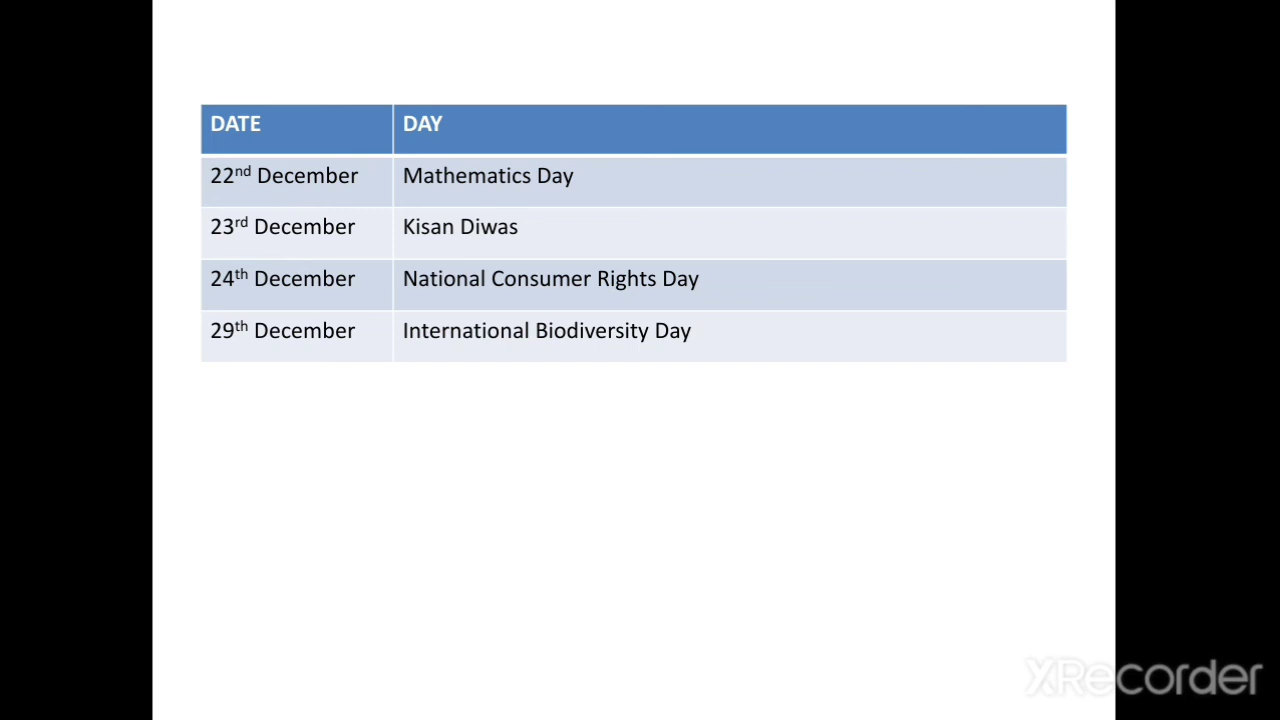 DATE DAY
22nd December Mathematics Day
23rd December Kisan Diwas
24th December National Consumer Rights Day
29th December International Biodiversity Day
XRecorder